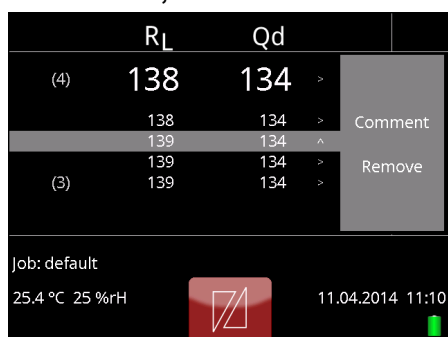 RL Qd
(4) 138 134 >
138 134 > Comment
139 134 ^
139 134 > Remove
(3) 139 134 >
Job: default
25.4 °C 25 %rH 11.04.2014 11:10